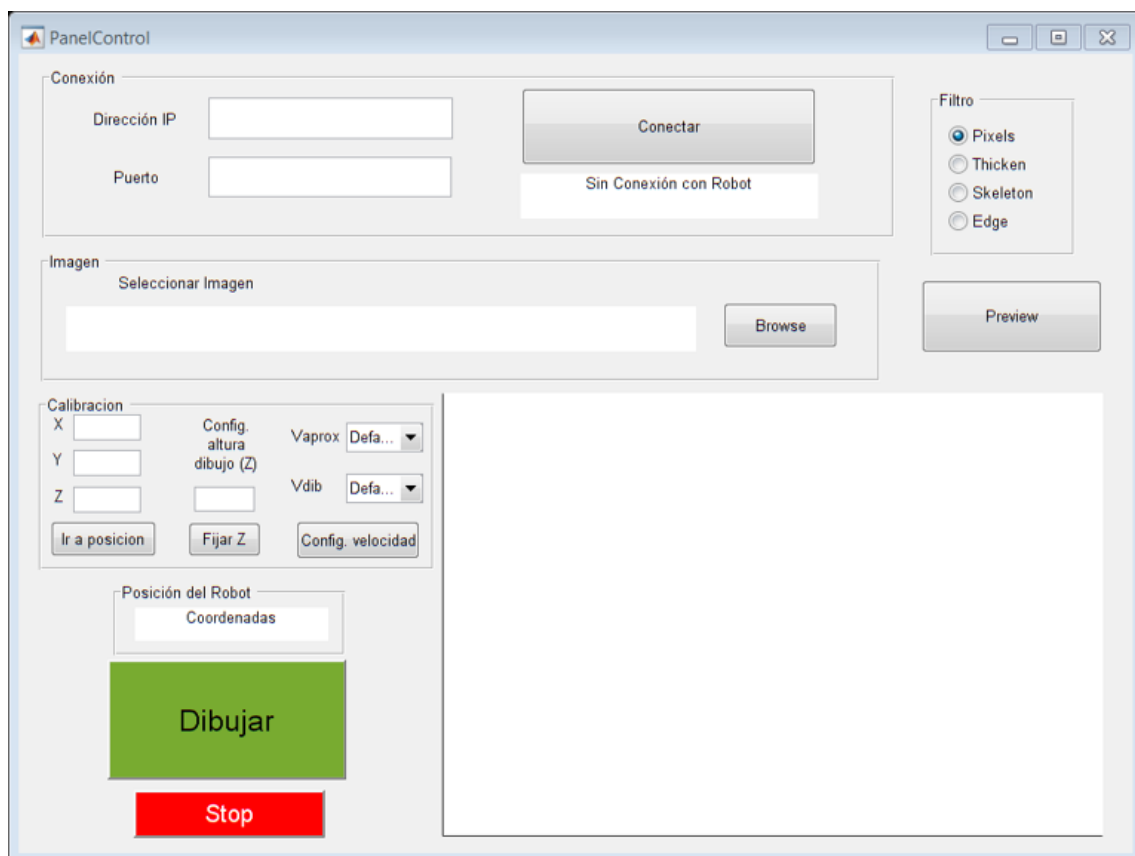 PanelControl
Conexión
Dirección IP
Conectar
Puerto
Sin Conexión con Robot
Filtro
Pixels
Thicken
Skeleton
Edge
Imagen
Seleccionar Imagen
Browse
Preview
Calibracion
X
Y
Z
Config.
altura
dibujo (Z)
Vaprox Defa...
Vdib Defa...
Ir a posicion
Fijar Z
Config. velocidad
Posición del Robot
Coordenadas
Dibujar
Stop